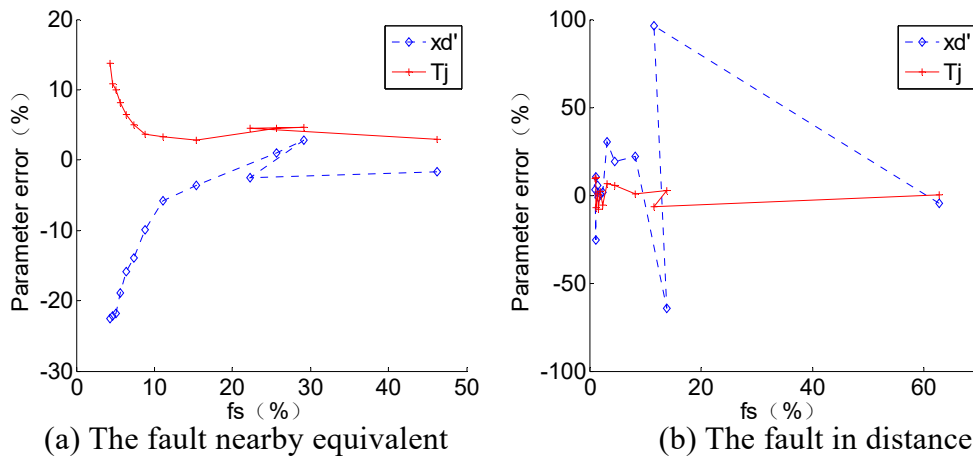 20
10
0
-10
-20
-30
0
10
20
30
40
50
Parameter error（%）
fs（%）
xd'
Tj
(a) The fault nearby equivalent
100
50
0
-50
-100
0
20
40
60
Parameter error（%）
fs（%）
xd'
Tj
(b) The fault in distance